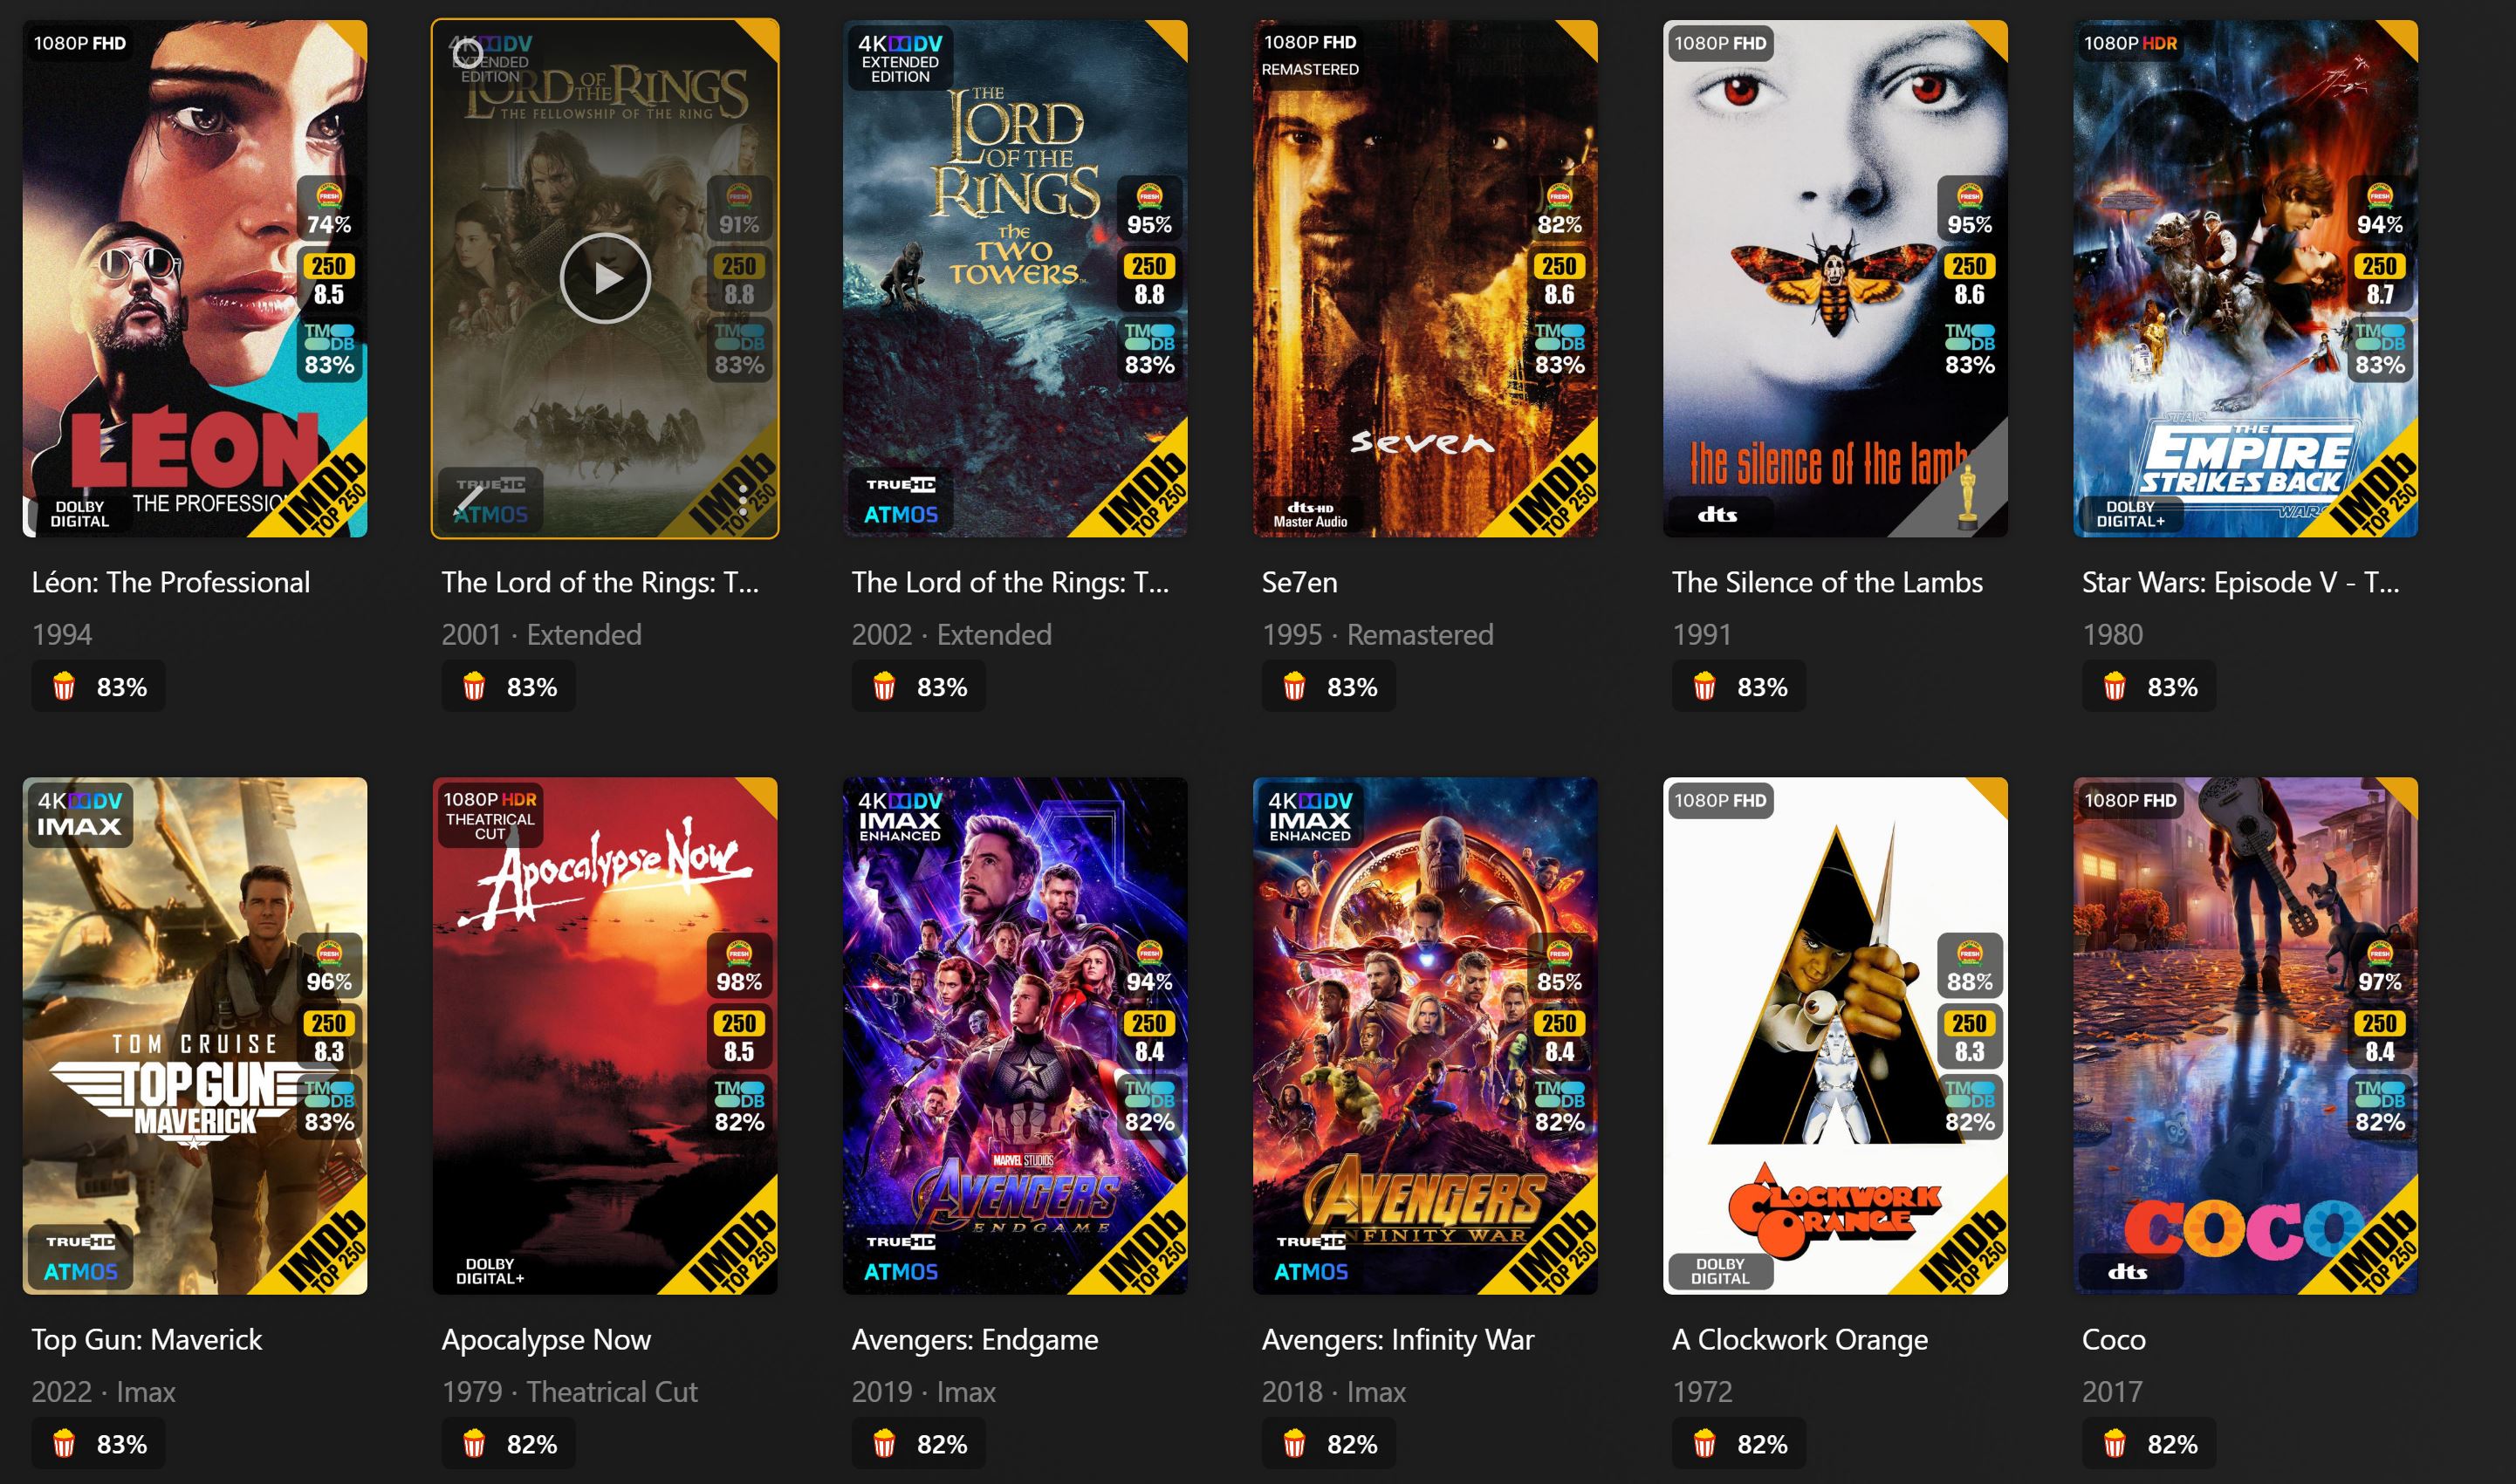 1080P FHD
FRESH
74%
250
8.5
TMDB
83%
LÉON
THE PROFESSIO
DOLBY
DIGITAL
IMDb
TOP 250
Léon: The Professional
1994
83%
4K DV
EXTENDED
EDITION
LORD OF THE RINGS
THE FELLOWSHIP OF THE RING
FRESH
91%
250
8.8
TMDB
83%
TRUEHD
ATMOS
IMDb
TOP 250
The Lord of the Rings: T...
2001 · Extended
83%
4K DV
EXTENDED
EDITION
THE
LORD
OF THE
RINGS
THE
TWO
TOWERS
FRESH
95%
250
8.8
TMDB
83%
TRUEHD
ATMOS
IMDb
TOP 250
The Lord of the Rings: T...
2002 · Extended
83%
1080P FHD
REMASTERED
FRESH
82%
250
8.6
TMDB
83%
seven
dts-HD
Master Audio
IMDb
TOP 250
Se7en
1995 · Remastered
83%
1080P FHD
FRESH
95%
250
8.6
TMDB
83%
the silence of the lamb
dts
The Silence of the Lambs
1991
83%
1080P HDR
FRESH
94%
250
8.7
TMDB
83%
STAR
THE
EMPIRE
STRIKES BACK
WARS
DOLBY
DIGITAL+
IMDb
TOP 250
Star Wars: Episode V - T...
1980
83%
4K DV
IMAX
FRESH
96%
250
8.3
TMDB
83%
TOM CRUISE
TOP GUN
MAVERICK
TRUEHD
ATMOS
IMDb
TOP 250
Top Gun: Maverick
2022 · Imax
83%
1080P HDR
THEATRICAL
CUT
Apocalypse Now
FRESH
98%
250
8.5
TMDB
82%
DOLBY
DIGITAL+
IMDb
TOP 250
Apocalypse Now
1979 · Theatrical Cut
82%
4K DV
IMAX
ENHANCED
FRESH
94%
250
8.4
TMDB
82%
MARVEL STUDIOS
AVENGERS
ENDGAME
TRUEHD
ATMOS
IMDb
TOP 250
Avengers: Endgame
2019 · Imax
82%
4K DV
IMAX
ENHANCED
FRESH
85%
250
8.4
TMDB
82%
AVENGERS
INFINITY WAR
TRUEHD
ATMOS
IMDb
TOP 250
Avengers: Infinity War
2018 · Imax
82%
1080P FHD
FRESH
88%
250
8.3
TMDB
82%
A
CLOCKWORK
ORANGE
DOLBY
DIGITAL
IMDb
TOP 250
A Clockwork Orange
1972
82%
1080P FHD
FRESH
97%
250
8.4
TMDB
82%
COCO
dts
IMDb
TOP 250
Coco
2017
82%